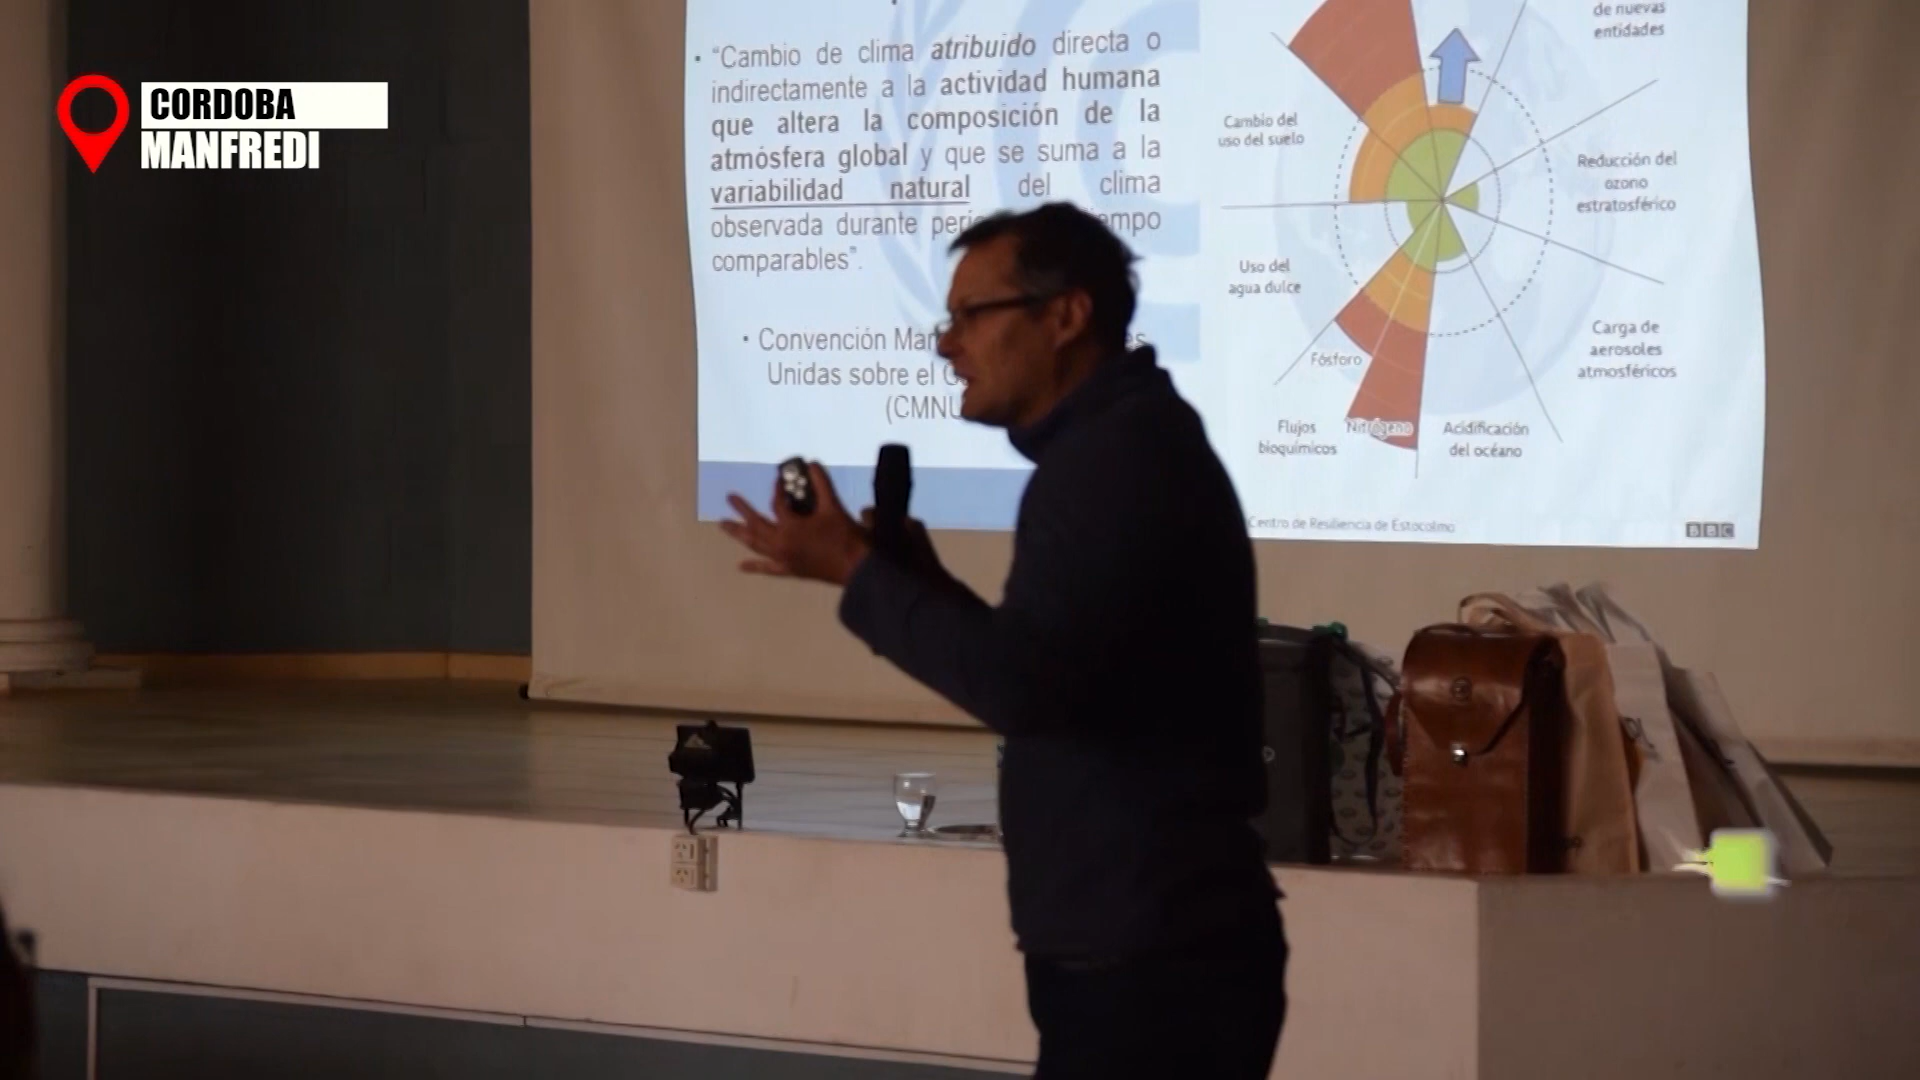 CORDOBA
MANFREDI
"Cambio de clima atribuido directa o
indirectamente a la actividad humana
que altera la composición de la
atmósfera global y que se suma a la
variabilidad natural del clima
observada durante
comparables".
Convención
Unidas sobre el
de nuevas
entidades
Cambio del
uso del suelo
Reducción del
ozono
estratosférico
Uso del
agua dulce
Carga de
aerosoles
atmosféricos
Fósforo
Flujos
bioquímicos
Nitrógeno
Acidificación
del océano
Centro de Resiliencia de Estocolmo
BBC